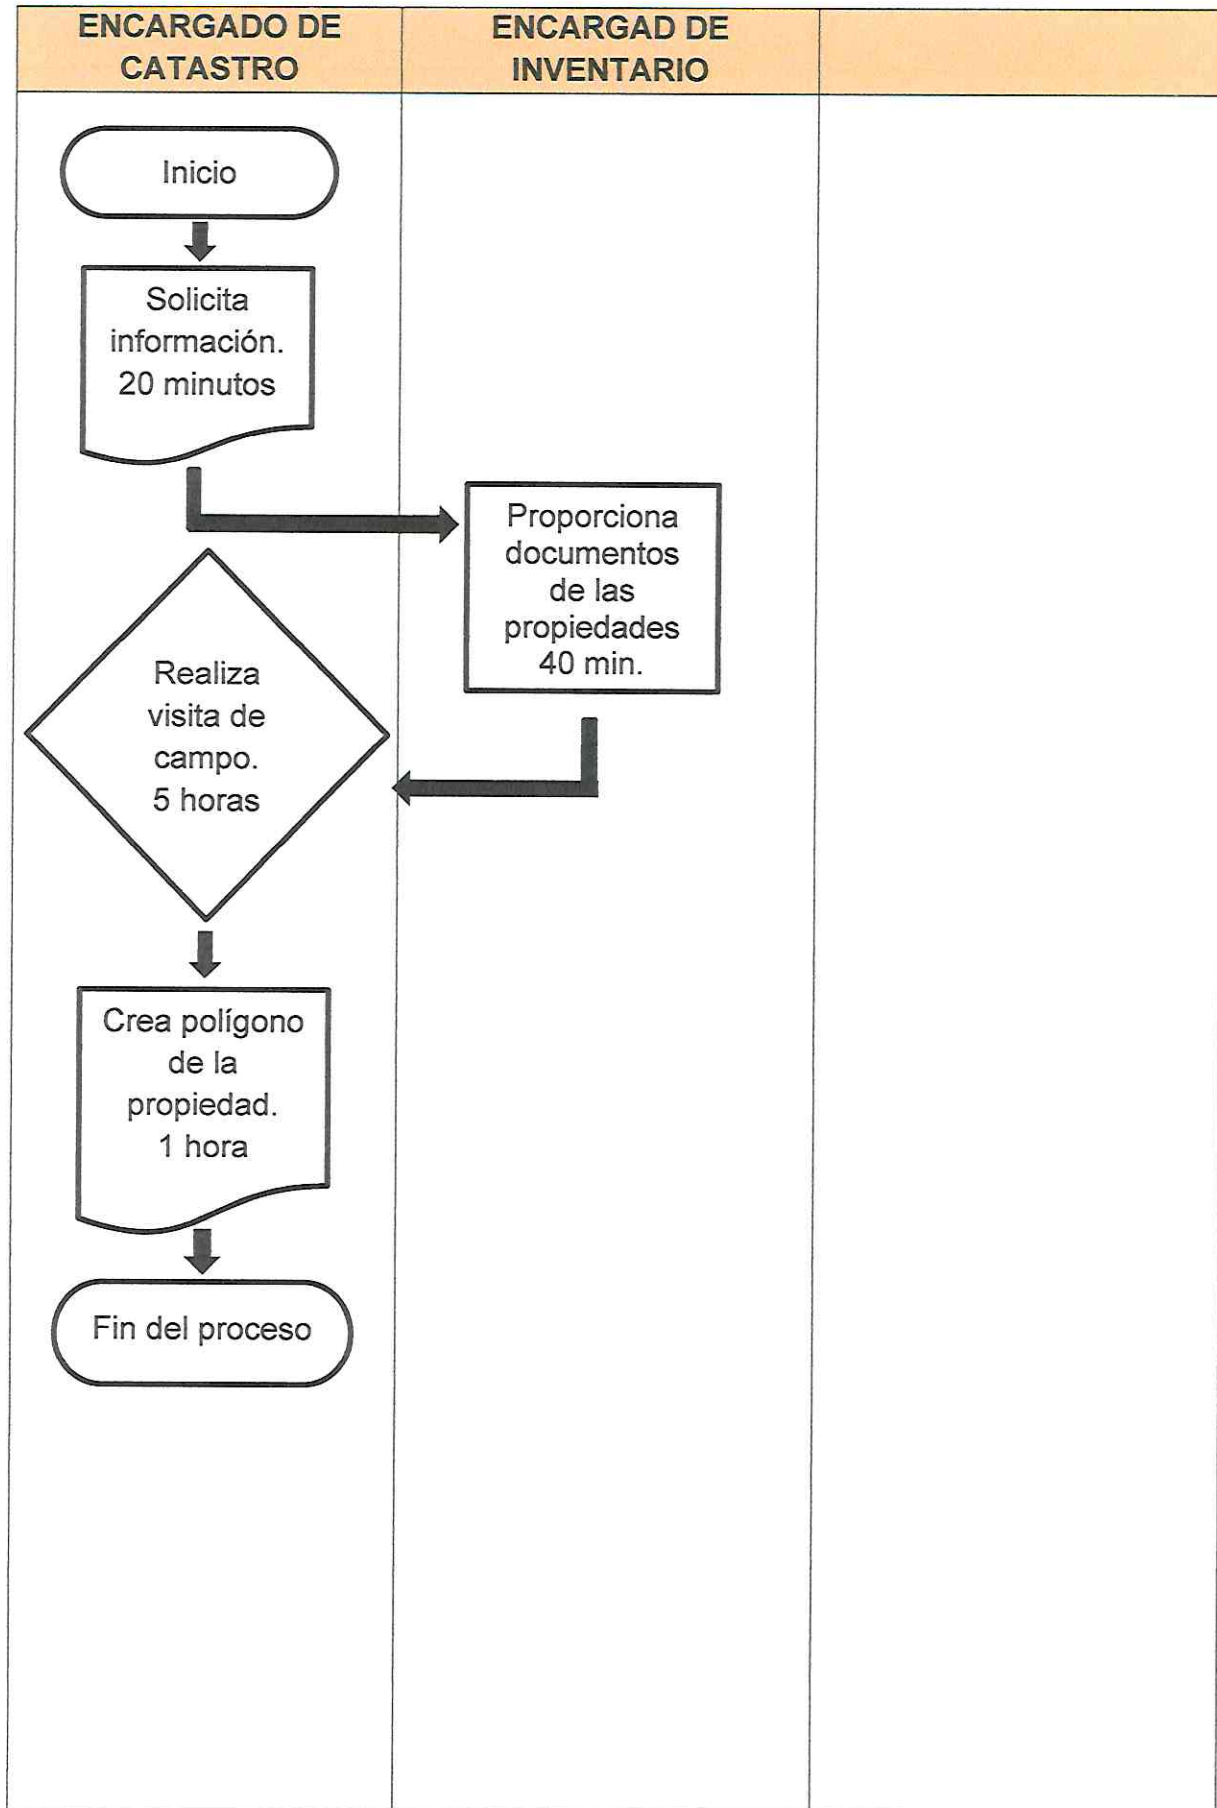 ENCARGADO DE
CATASTRO
ENCARGAD DE
INVENTARIO
Inicio
Solicita
información.
20 minutos
Proporciona
documentos
de las
propiedades
40 min.
Realiza
visita de
campo.
5 horas
Crea polígono
de la
propiedad.
1 hora
Fin del proceso